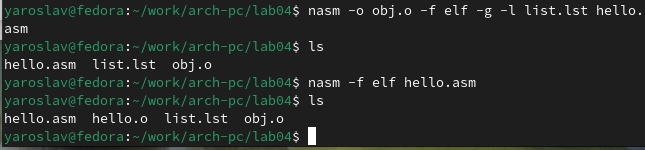 yaroslav@fedora:~/work/arch-pc/lab04$ nasm -o obj.o -f elf -g -l list.lst hello.
asm
yaroslav@fedora:~/work/arch-pc/lab04$ ls
hello.asm  list.lst  obj.o
yaroslav@fedora:~/work/arch-pc/lab04$ nasm -f elf hello.asm
yaroslav@fedora:~/work/arch-pc/lab04$ ls
hello.asm  hello.o  list.lst  obj.o
yaroslav@fedora:~/work/arch-pc/lab04$